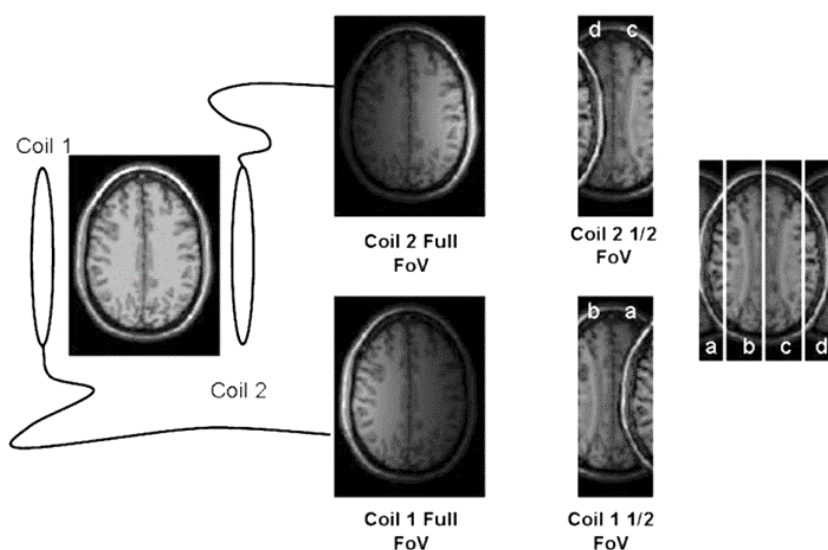 d c
Coil 1
Coil 2 Full
FoV
Coil 2 1/2
FoV
b a
a b c d
Coil 2
Coil 1 Full
FoV
Coil 1 1/2
FoV